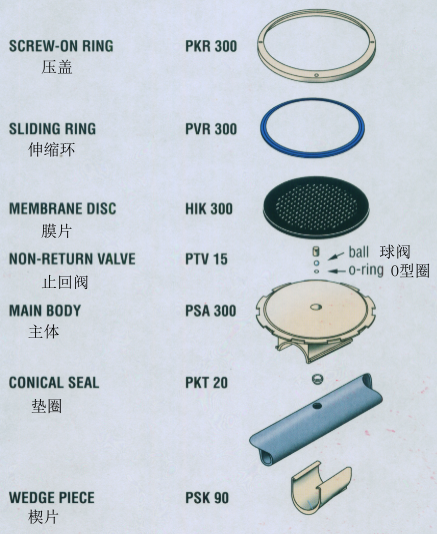 SCREW-ON RING PKR 300
压盖
SLIDING RING PVR 300
伸缩环
MEMBRANE DISC HIK 300
膜片
NON-RETURN VALVE PTV 15
ball 球阀
o-ring O型圈
止回阀
MAIN BODY PSA 300
主体
CONICAL SEAL PKT 20
垫圈
WEDGE PIECE PSK 90
楔片